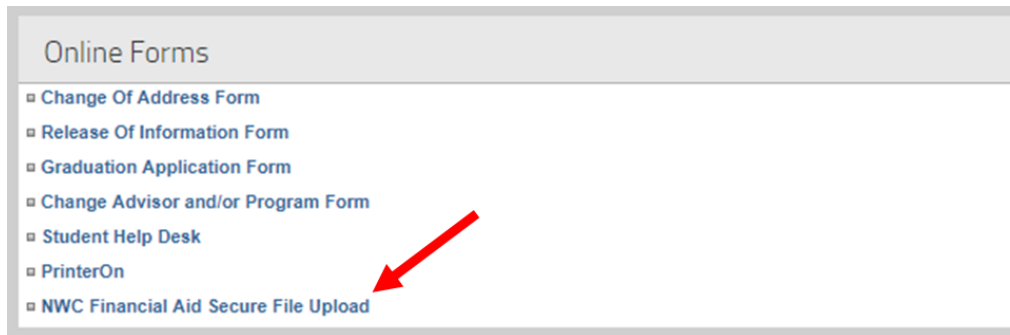 Online Forms
Change Of Address Form
Release Of Information Form
Graduation Application Form
Change Advisor and/or Program Form
Student Help Desk
PrinterOn
NWC Financial Aid Secure File Upload